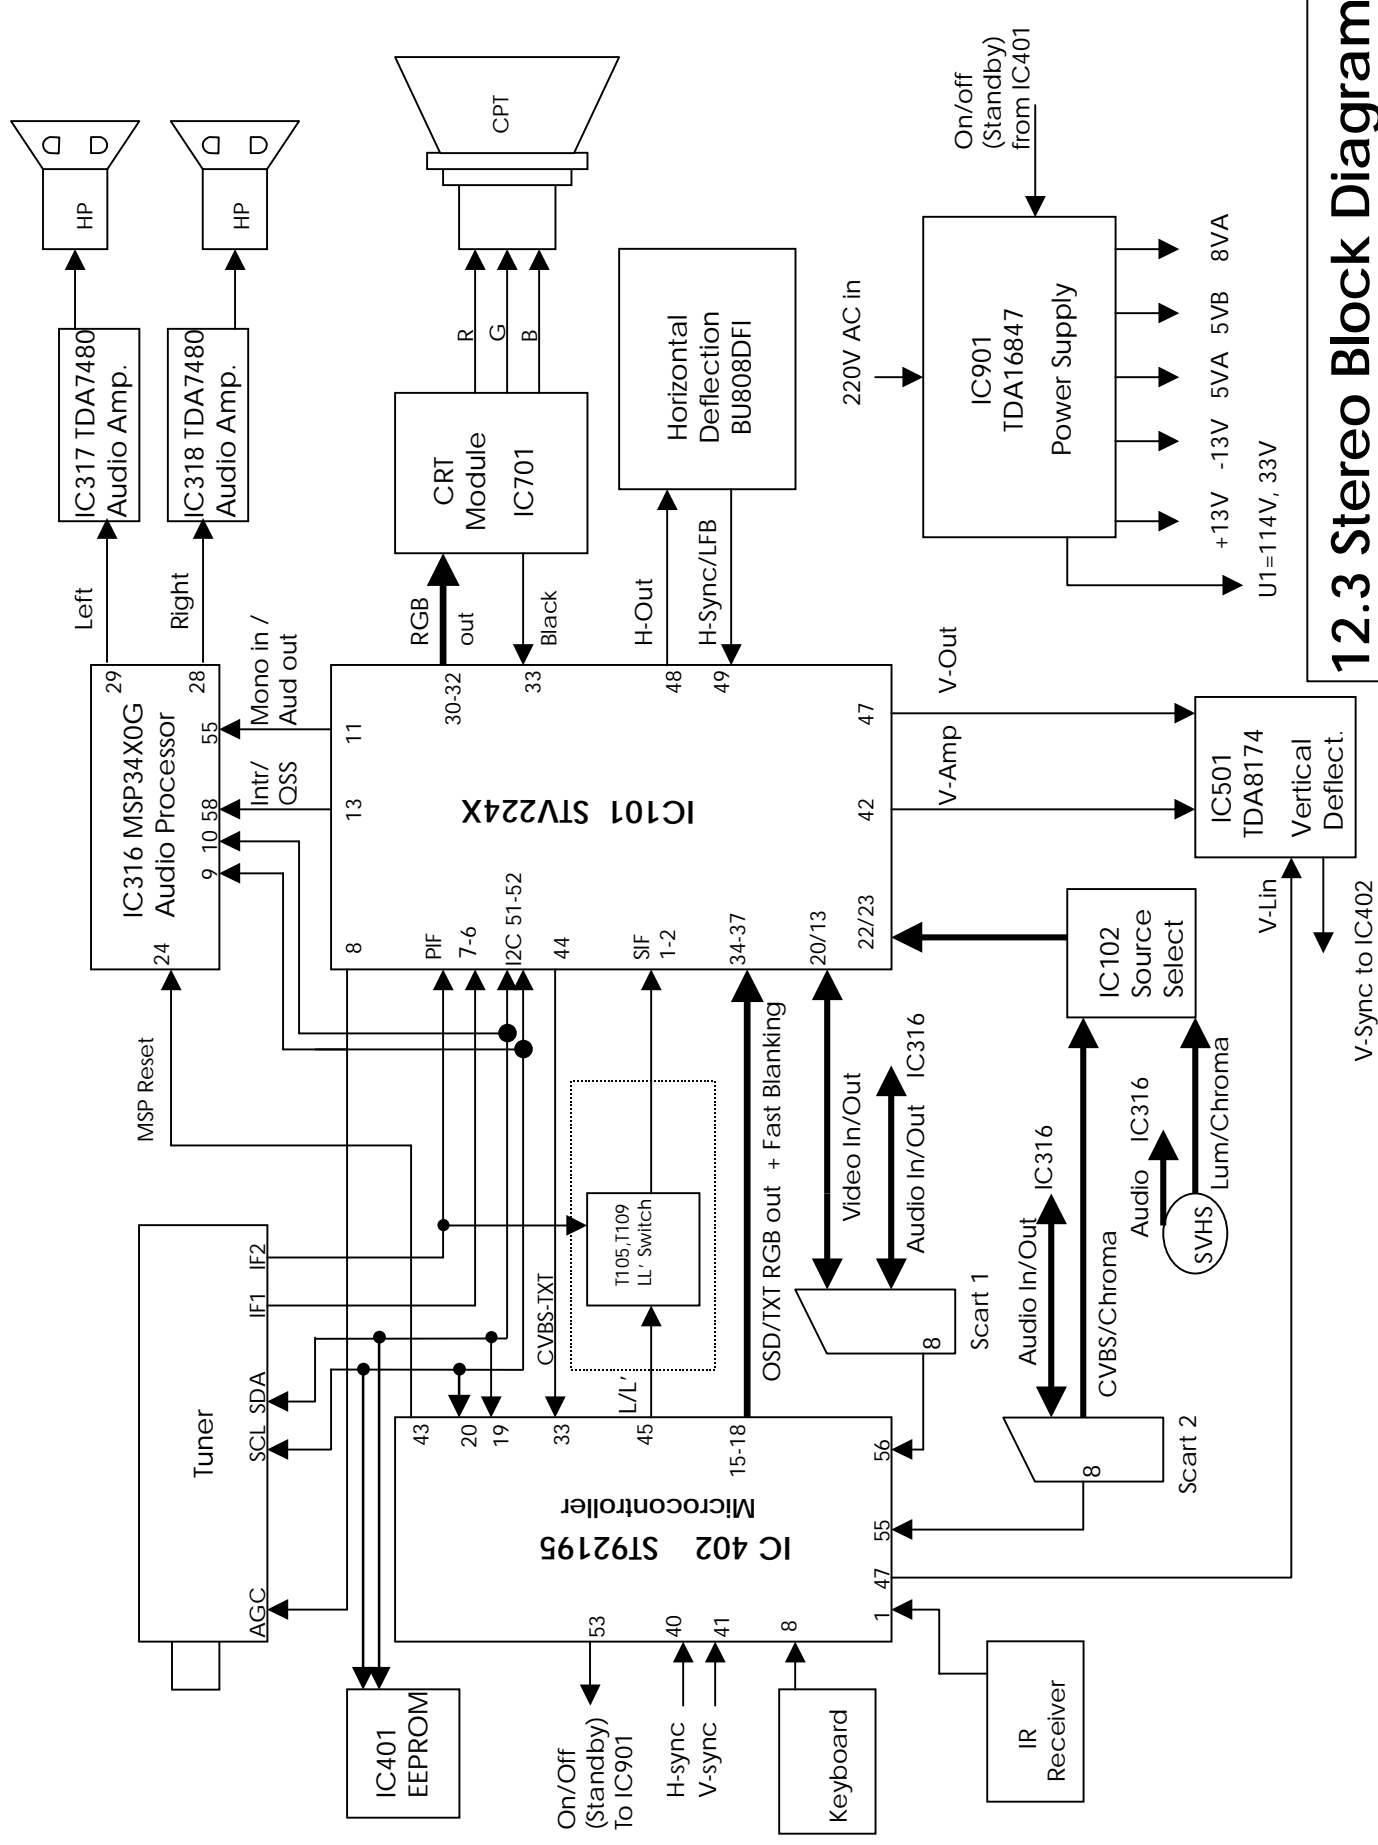 12.3 Stereo Block Diagram
Tuner
AGC
SCL
SDA
IF1
IF2
IC401
EEPROM
On/Off
(Standby)
To IC901
H-sync
V-sync
Keyboard
IR
Receiver
IC 402 ST92195
Microcontroller
53
40
41
8
1
47
55
56
43
20
19
33
45
15-18
MSP Reset
CVBS-TXT
L/L'
T105,T109
LL' Switch
OSD/TXT RGB out + Fast Blanking
Video In/Out
Audio In/Out
IC316
8
Scart 1
Audio In/Out
IC316
CVBS/Chroma
8
Scart 2
Audio
IC316
SVHS
Lum/Chroma
IC102
Source
Select
IC316 MSP34X0G
Audio Processor
24
9
10
58
55
29
28
Intr/
QSS
Mono in /
Aud out
Left
Right
IC317 TDA7480
Audio Amp.
IC318 TDA7480
Audio Amp.
HP
HP
IC101 STV224X
8
PIF
7-6
I2C 51-52
44
SIF
1-2
34-37
20/13
22/23
13
11
30-32
33
48
49
42
47
RGB
out
Black
H-Out
H-Sync/LFB
V-Amp
V-Out
CRT
Module
IC701
R
G
B
CPT
Horizontal
Deflection
BU808DFI
IC501
TDA8174
Vertical
Deflect.
V-Lin
V-Sync to IC402
220V AC in
On/off
(Standby)
from IC401
IC901
TDA16847
Power Supply
+13V
-13V
5VA
5VB
8VA
U1=114V, 33V